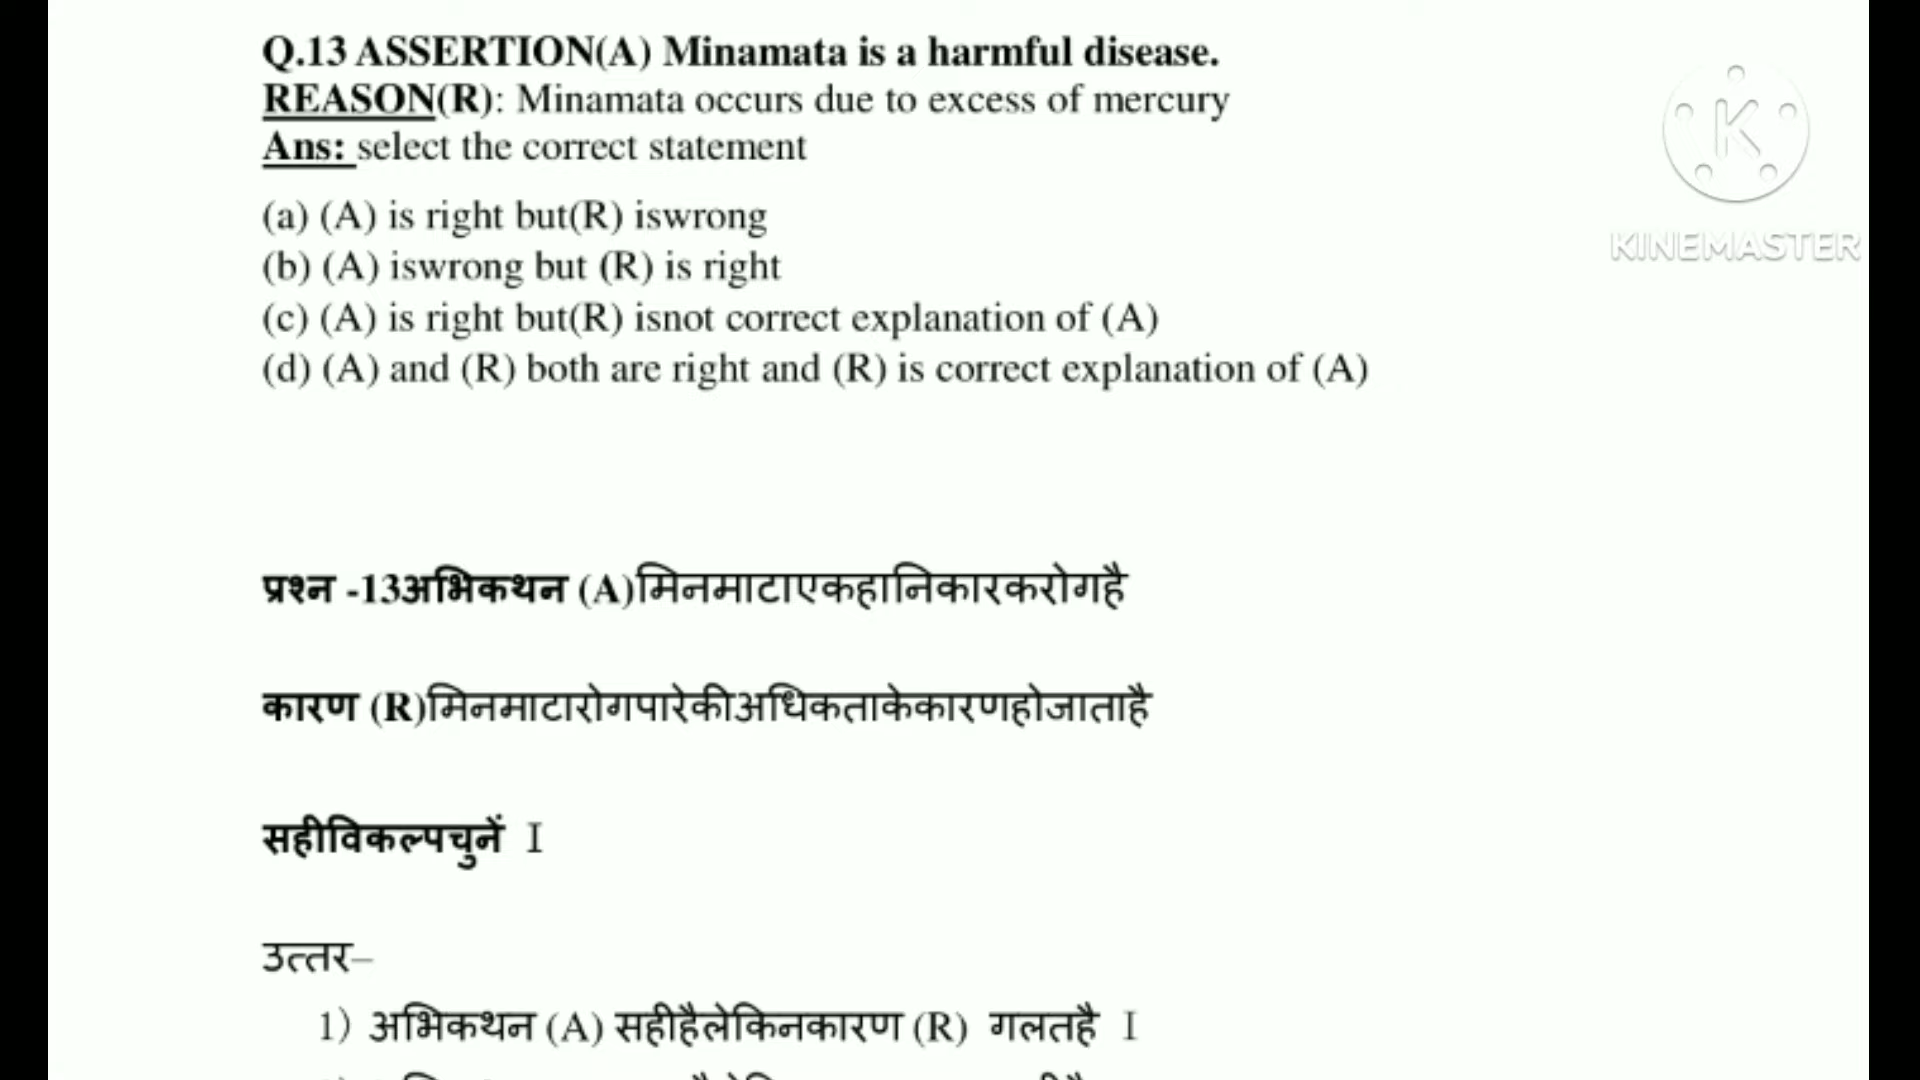 Q.13 ASSERTION(A) Minamata is a harmful disease.
REASON(R): Minamata occurs due to excess of mercury
Ans: select the correct statement
(a) (A) is right but(R) iswrong
(b) (A) iswrong but (R) is right
(c) (A) is right but(R) isnot correct explanation of (A)
(d) (A) and (R) both are right and (R) is correct explanation of (A)
K
KINEMASTER
प्रश्न -13अभिकथन (A)मिनमाटाएकहानिकारकरोगहै
कारण (R)मिनमाटारोगपारेकीअधिकताकेकारणहोजाताहै
सहीविकल्पचुनें I
उत्तर–
1) अभिकथन (A) सहीहैलेकिनकारण (R) गलतहै I